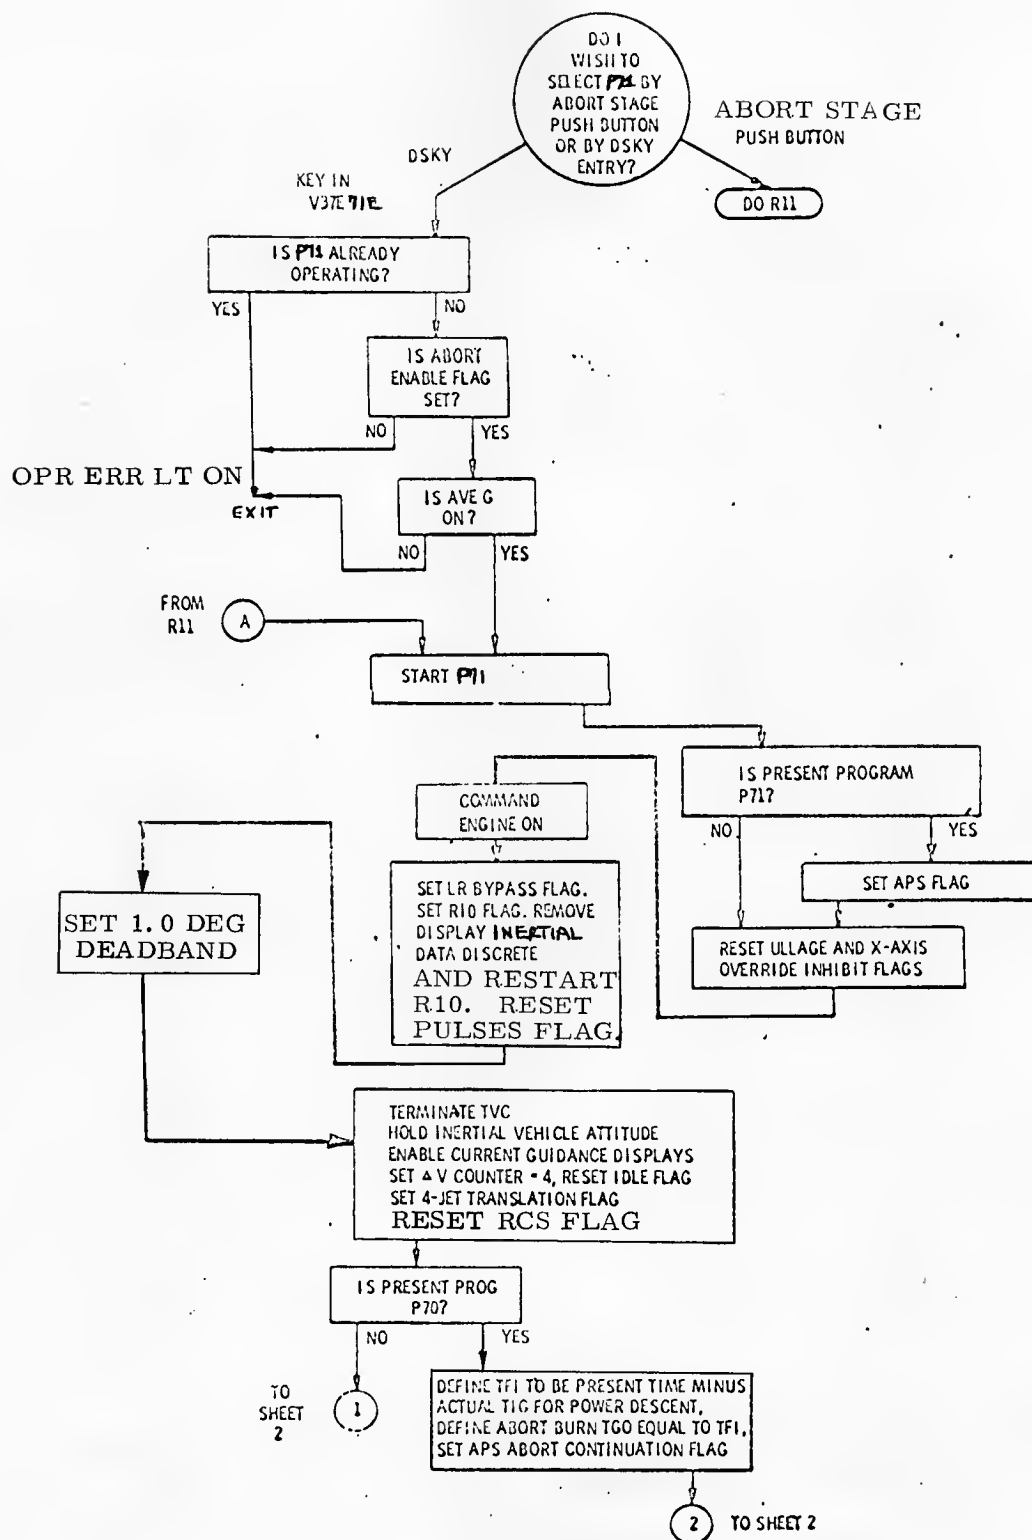 DO I
WISH TO
SELECT P71 BY
ABORT STAGE
PUSH BUTTON
OR BY DSKY
ENTRY?
ABORT STAGE
PUSH BUTTON
DSKY
DO R11
KEY IN
V37E 71E
IS P71 ALREADY
OPERATING?
YES
NO
IS ABORT
ENABLE FLAG
SET?
NO
YES
OPR ERR LT ON
EXIT
IS AVE G
ON?
NO
YES
FROM
R11
A
START P71
IS PRESENT PROGRAM
P71?
NO
YES
COMMAND
ENGINE ON
SET APS FLAG
SET LR BYPASS FLAG.
SET R10 FLAG. REMOVE
DISPLAY INERTIAL
DATA DISCRETE
AND RESTART
R10. RESET
PULSES FLAG.
SET 1.0 DEG
DEADBAND
RESET ULLAGE AND X-AXIS
OVERRIDE INHIBIT FLAGS
TERMINATE TVC
HOLD INERTIAL VEHICLE ATTITUDE
ENABLE CURRENT GUIDANCE DISPLAYS
SET Δ V COUNTER = 4, RESET IDLE FLAG
SET 4-JET TRANSLATION FLAG
RESET RCS FLAG
IS PRESENT PROG
P70?
NO
YES
TO
SHEET
2
1
DEFINE TFI TO BE PRESENT TIME MINUS
ACTUAL TIG FOR POWER DESCENT,
DEFINE ABORT BURN TGO EQUAL TO TFI,
SET APS ABORT CONTINUATION FLAG
2
TO SHEET 2